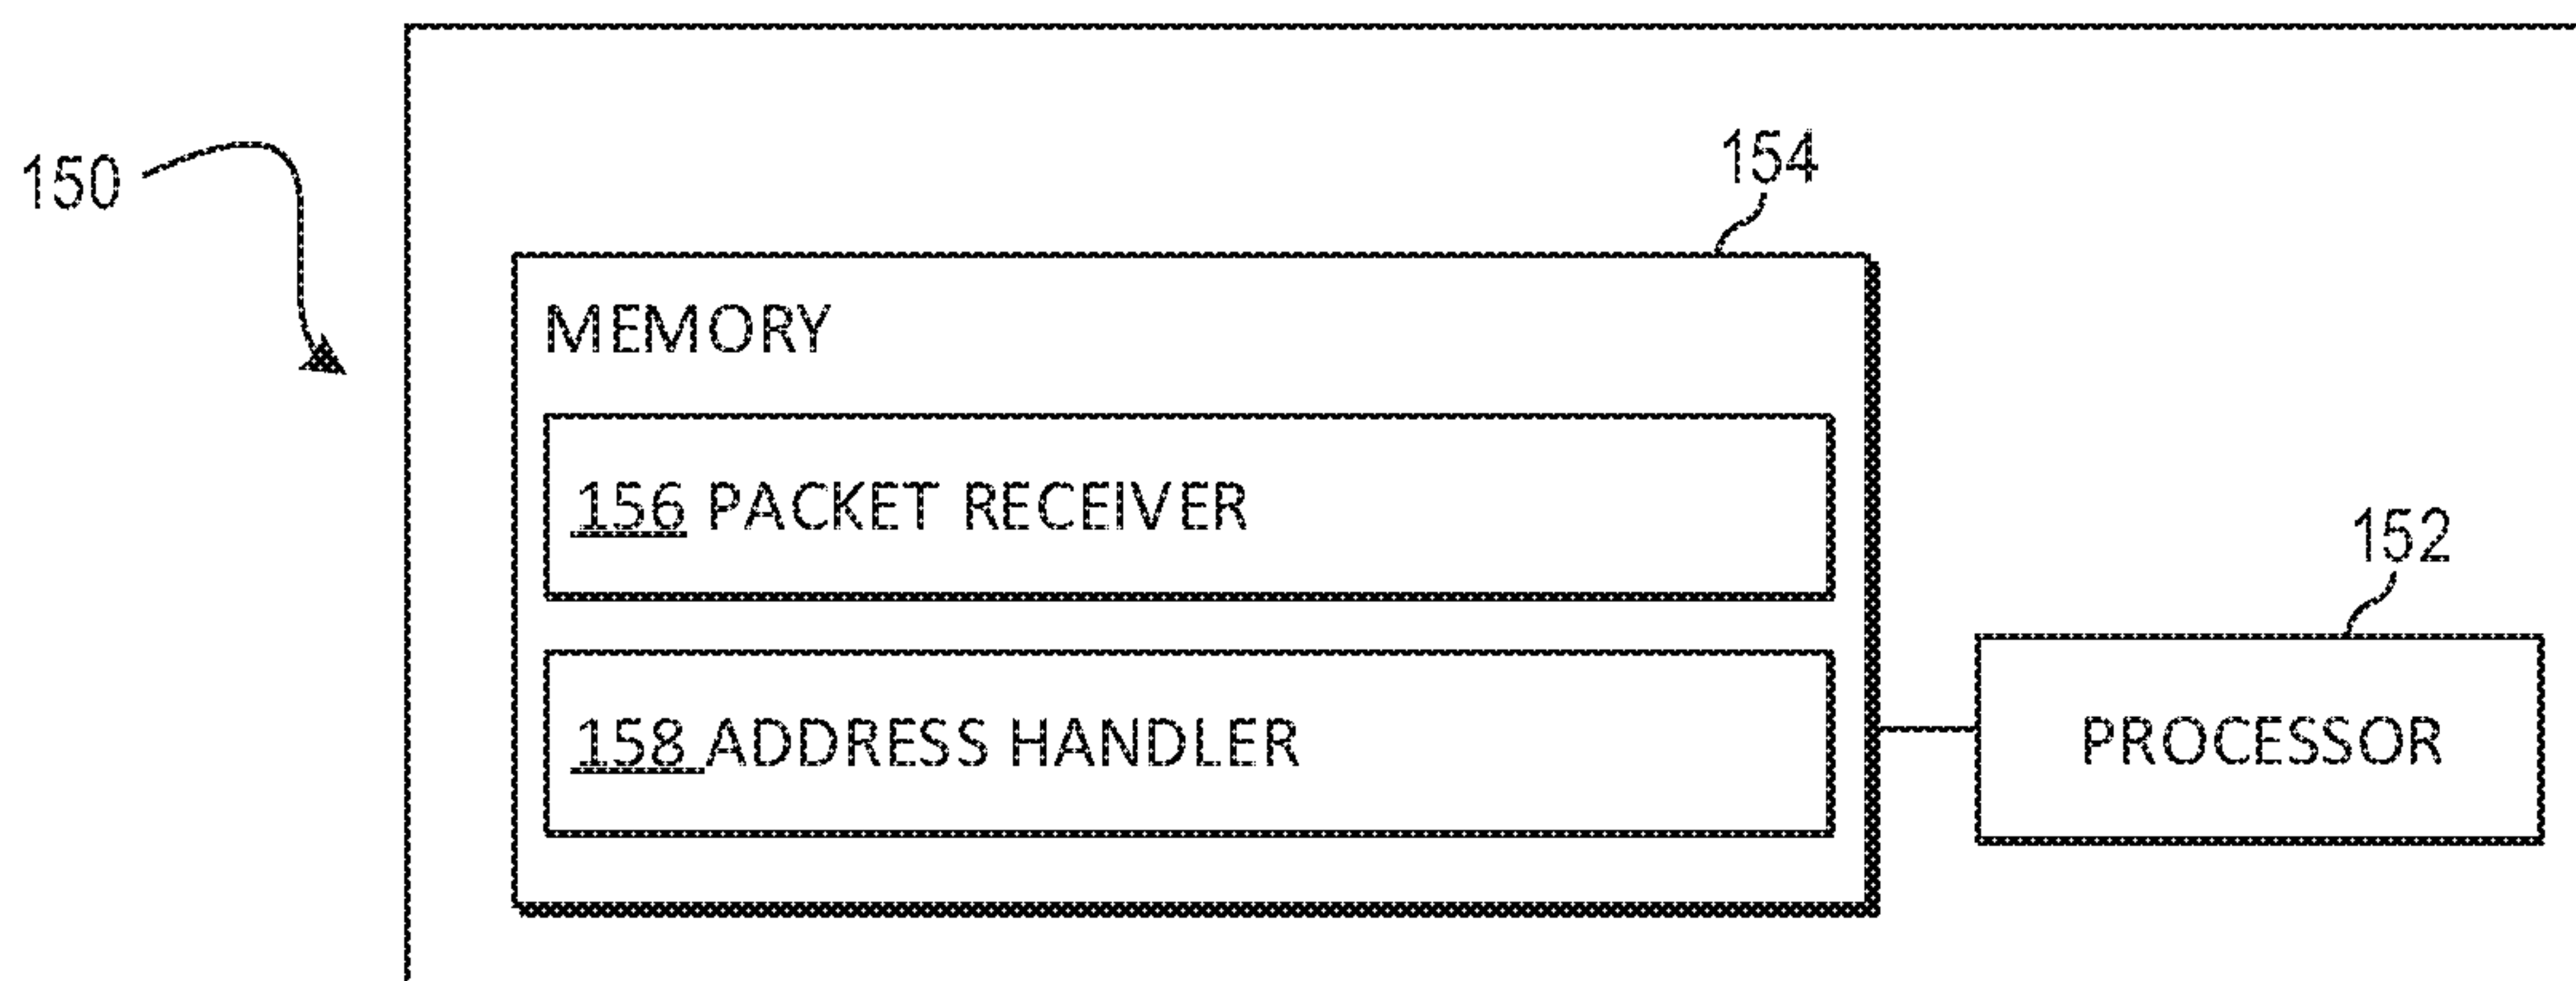 150
154
MEMORY
156 PACKET RECEIVER
152
158 ADDRESS HANDLER
PROCESSOR